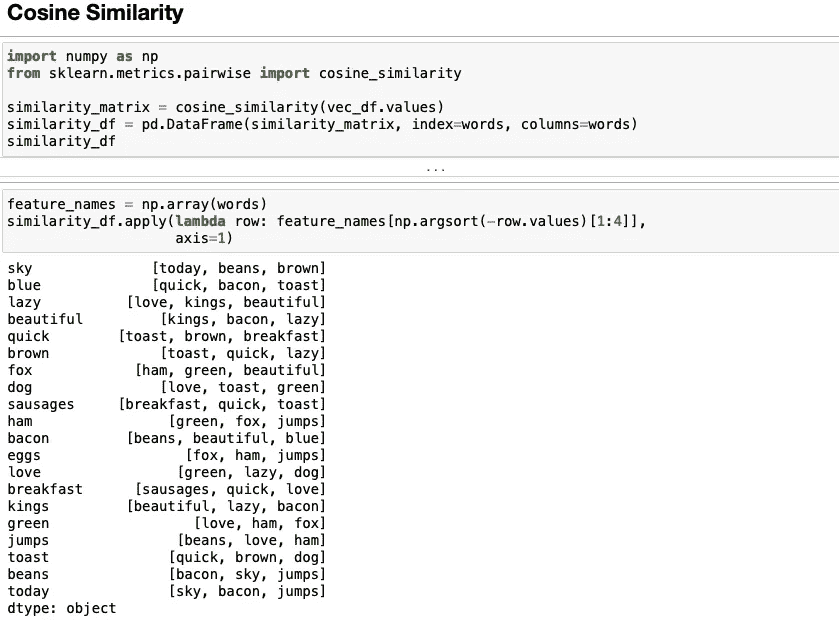 Cosine Similarity
import numpy as np
from sklearn.metrics.pairwise import cosine_similarity
similarity_matrix = cosine_similarity(vec_df.values)
similarity_df = pd.DataFrame(similarity_matrix, index=words, columns=words)
similarity_df
...
feature_names = np.array(words)
similarity_df.apply(lambda row: feature_names[np.argsort(-row.values)[1:4]],
axis=1)
sky [today, beans, brown]
blue [quick, bacon, toast]
lazy [love, kings, beautiful]
beautiful [kings, bacon, lazy]
quick [toast, brown, breakfast]
brown [toast, quick, lazy]
fox [ham, green, beautiful]
dog [love, toast, green]
sausages [breakfast, quick, toast]
ham [green, fox, jumps]
bacon [beans, beautiful, blue]
eggs [fox, ham, jumps]
love [green, lazy, dog]
breakfast [sausages, quick, love]
kings [beautiful, lazy, bacon]
green [love, ham, fox]
jumps [beans, love, ham]
toast [quick, brown, dog]
beans [bacon, sky, jumps]
today [sky, bacon, jumps]
dtype: object